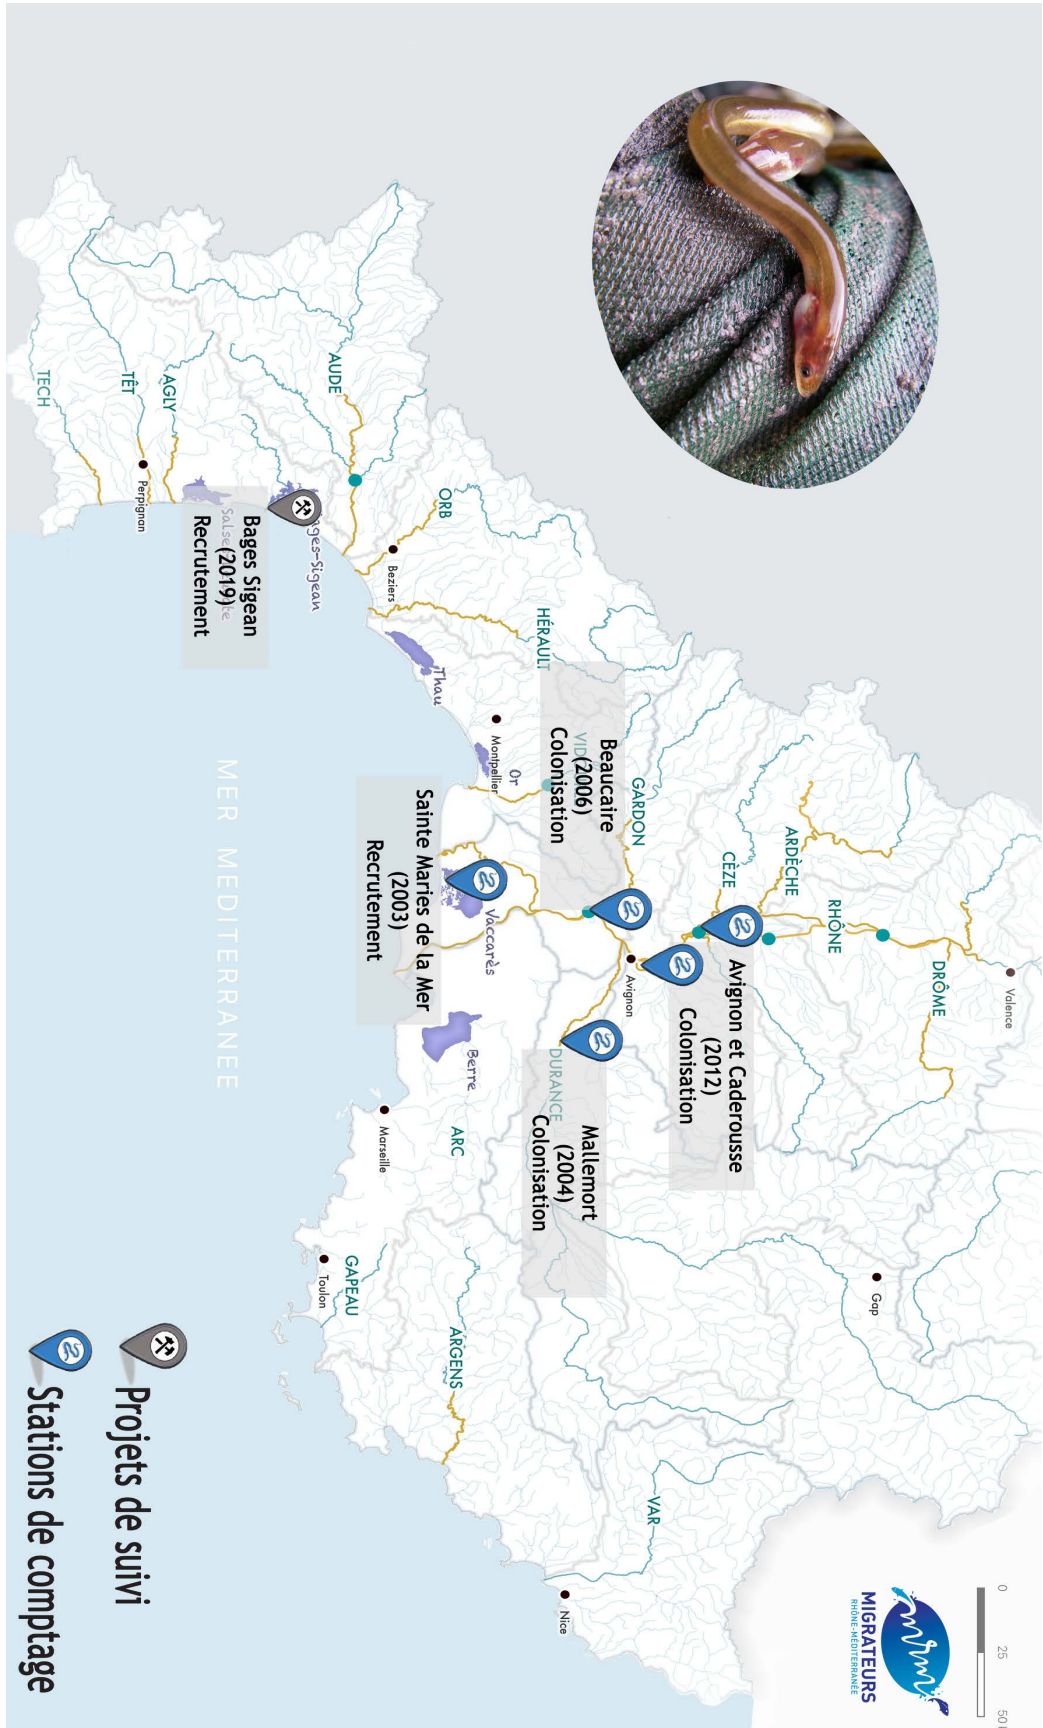 0 25 50
MIGRATEURS
RHÔNE-MÉDITERRANÉE
Valence
DRÔME
RHÔNE
ARDÈCHE
CÈZE
Gap
Avignon et Caderousse
(2012)
Colonisation
GARDON
Avignon
VAR
Beaucaire
(2006)
Colonisation
Mallemort
(2004)
Colonisation
DURANCE
HÉRAULT
Nice
Montpellier
Or
Vaccarès
Berre
ARC
ARGENS
ORB
Thau
Sainte Maries de la Mer
(2003)
Recrutement
Beziers
Marseille
GAPEAU
Toulon
AUDE
Bages Sigean
(2019)
Recrutement
AGLY
TÊT
Perpignan
TECH
MER MEDITERRANEE
Projets de suivi
Stations de comptage